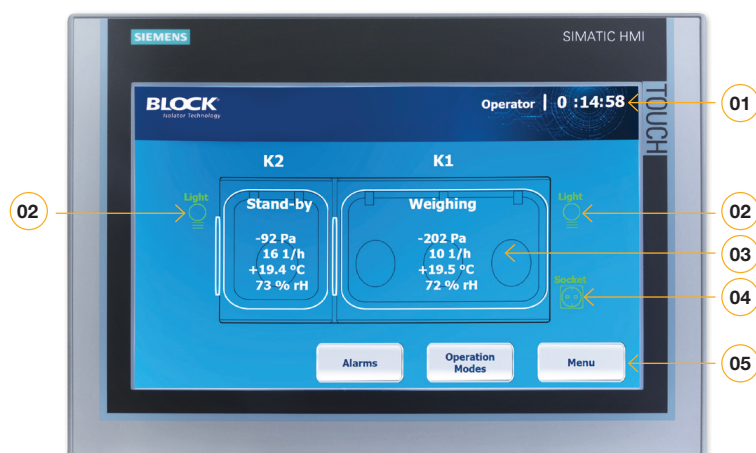 SIEMENS
SIMATIC HMI
TOUCH
BLOCK
Isolator Technology
Operator | 0 :14:58
01
K2
K1
02
Light
Stand-by
-92 Pa
16 1/h
+19.4 °C
73 % rH
Weighing
-202 Pa
10 1/h
+19.5 °C
72 % rH
Light
02
03
Socket
04
Alarms
Operation
Modes
Menu
05